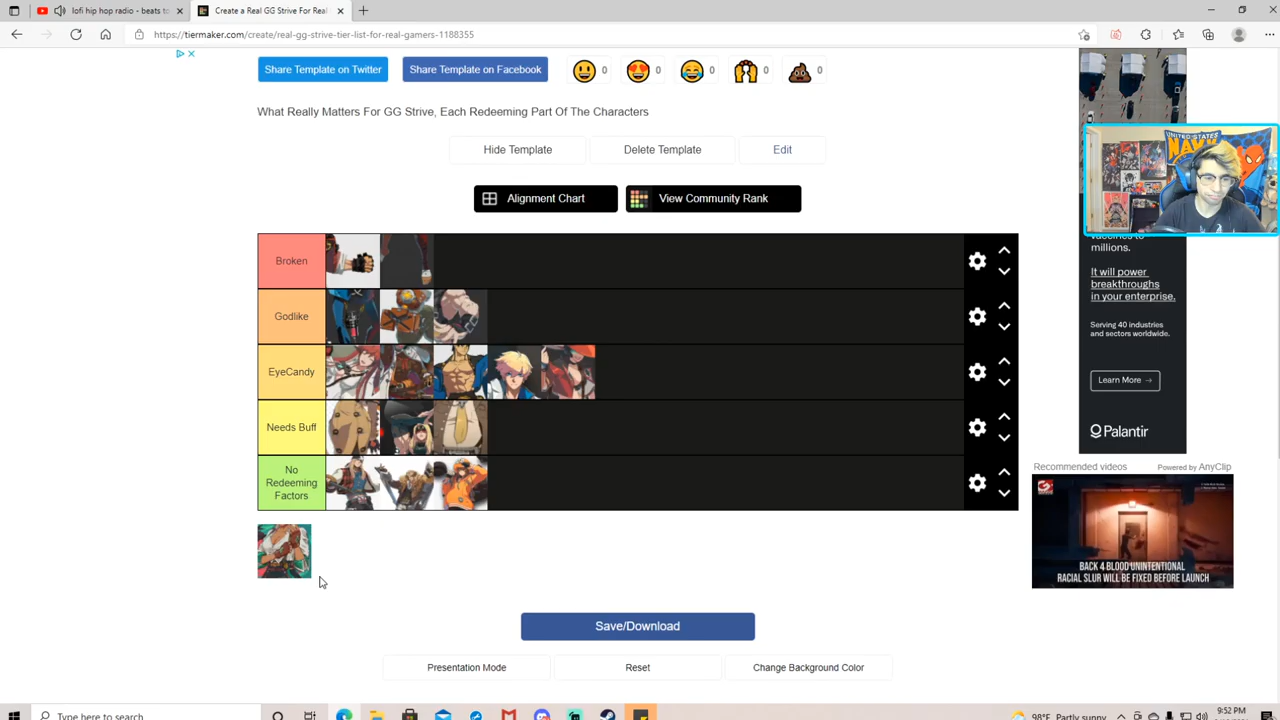 lofi hip hop radio - beats to
Create a Real GG Strive For Real
https://tiermaker.com/create/real-gg-strive-tier-list-for-real-gamers-1188355
Share Template on Twitter
Share Template on Facebook
0
0
0
0
0
What Really Matters For GG Strive, Each Redeeming Part Of The Characters
Hide Template
Delete Template
Edit
Alignment Chart
View Community Rank
UNITED STATES
NAVY
Broken
Godlike
EyeCandy
Needs Buff
No
Redeeming
Factors
millions.
It will power
breakthroughs
in your enterprise.
Serving 40 industries
and sectors worldwide.
Learn More →
Palantir
Recommended videos
Powered by AnyClip
BACK 4 BLOOD UNINTENTIONAL
RACIAL SLUR WILL BE FIXED BEFORE LAUNCH
Save/Download
Presentation Mode
Reset
Change Background Color
Type here to search
98°F Partly sunny
9:52 PM